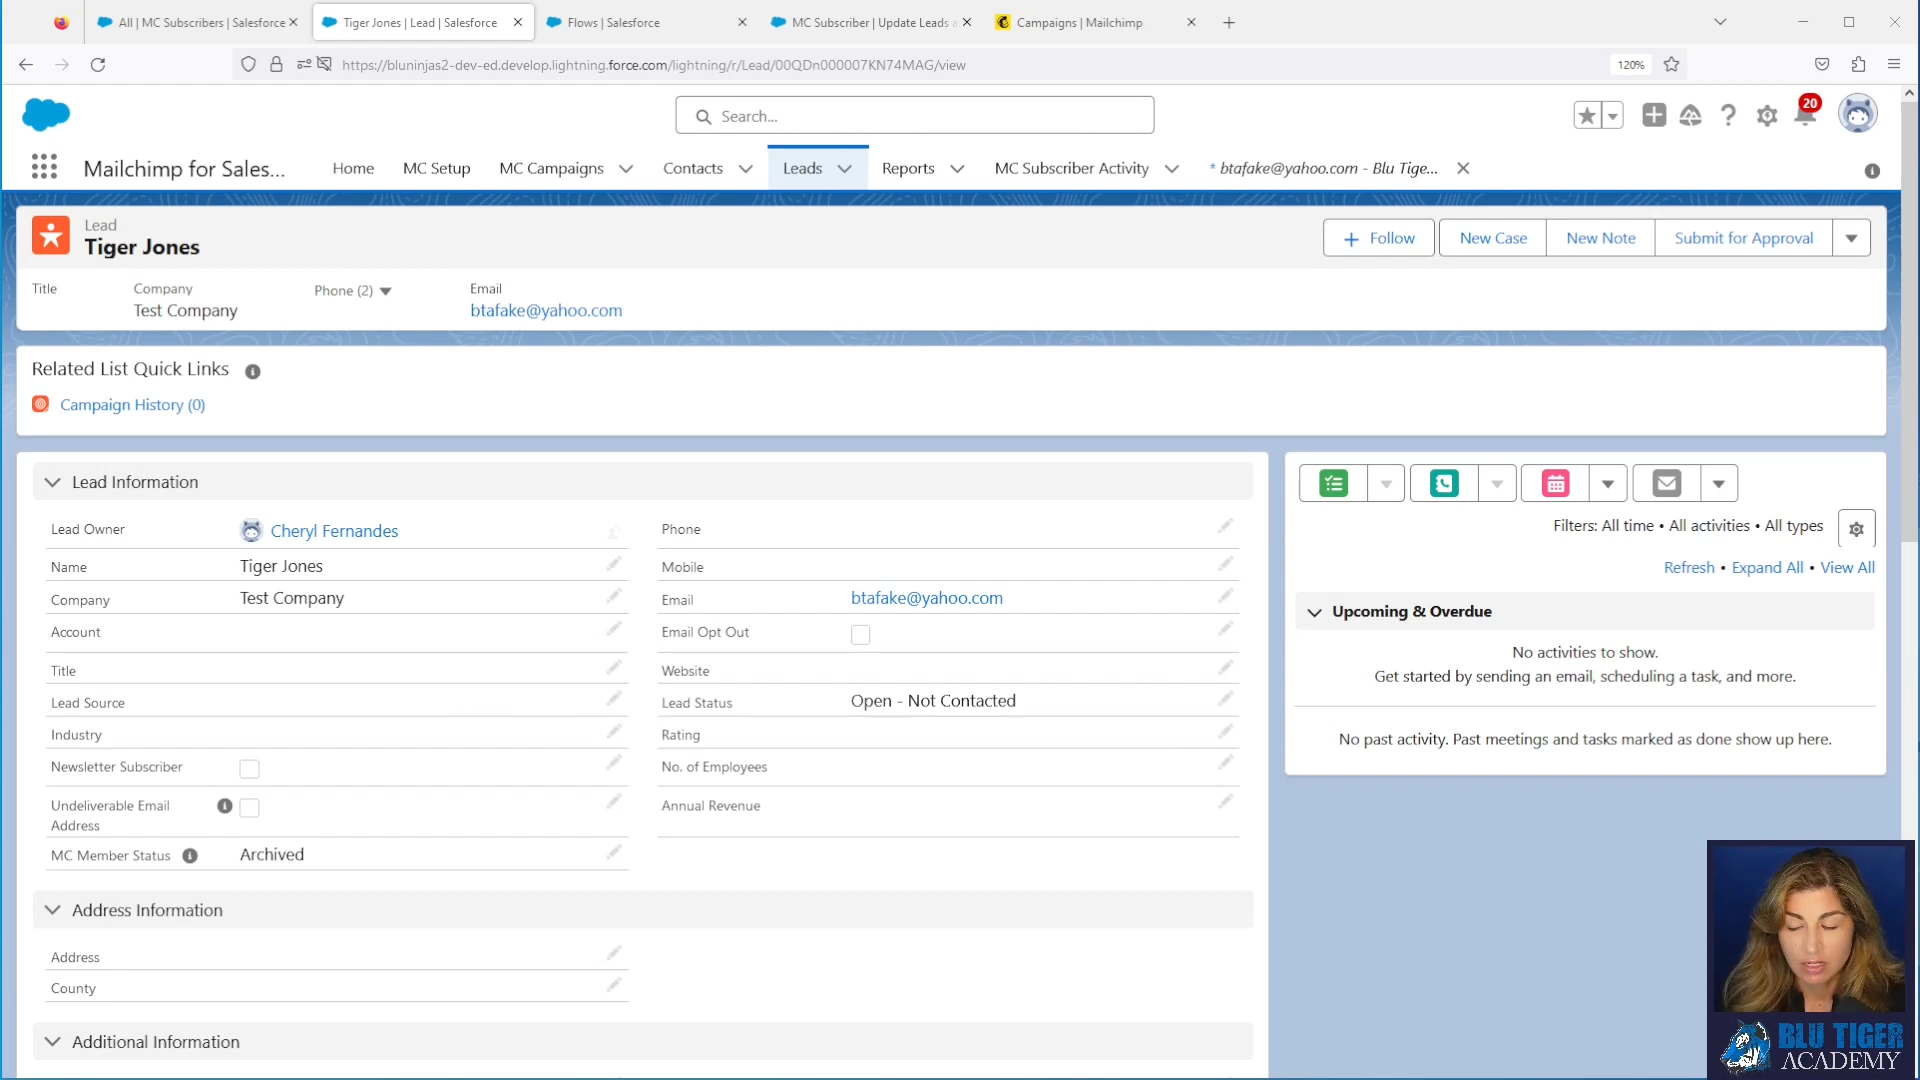 All | MC Subscribers | Salesforce
Tiger Jones | Lead | Salesforce
Flows | Salesforce
MC Subscriber | Update Leads a
Campaigns | Mailchimp
https://bluninjas2-dev-ed.develop.lightning.force.com/lightning/r/Lead/00QDn000007KN74MAG/view
120%
Search...
20
Mailchimp for Sales...
Home
MC Setup
MC Campaigns
Contacts
Leads
Reports
MC Subscriber Activity
* btafake@yahoo.com - Blu Tige...
Lead
Tiger Jones
Follow
New Case
New Note
Submit for Approval
Title
Company
Test Company
Phone (2)
Email
btafake@yahoo.com
Related List Quick Links
Campaign History (0)
Lead Information
Lead Owner
Cheryl Fernandes
Name
Tiger Jones
Company
Test Company
Account
Title
Lead Source
Industry
Newsletter Subscriber
Undeliverable Email
Address
MC Member Status
Archived
Phone
Mobile
Email
btafake@yahoo.com
Email Opt Out
Website
Lead Status
Open - Not Contacted
Rating
No. of Employees
Annual Revenue
Address Information
Address
County
Additional Information
Filters: All time • All activities • All types
Refresh • Expand All • View All
Upcoming & Overdue
No activities to show.
Get started by sending an email, scheduling a task, and more.
No past activity. Past meetings and tasks marked as done show up here.
BLU TIGER
ACADEMY